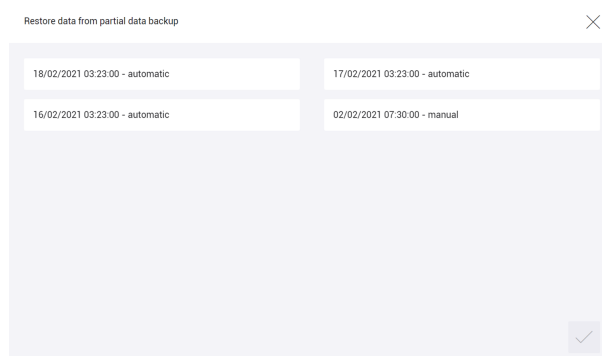 Restore data from partial data backup
18/02/2021 03:23:00 - automatic
17/02/2021 03:23:00 - automatic
16/02/2021 03:23:00 - automatic
02/02/2021 07:30:00 - manual